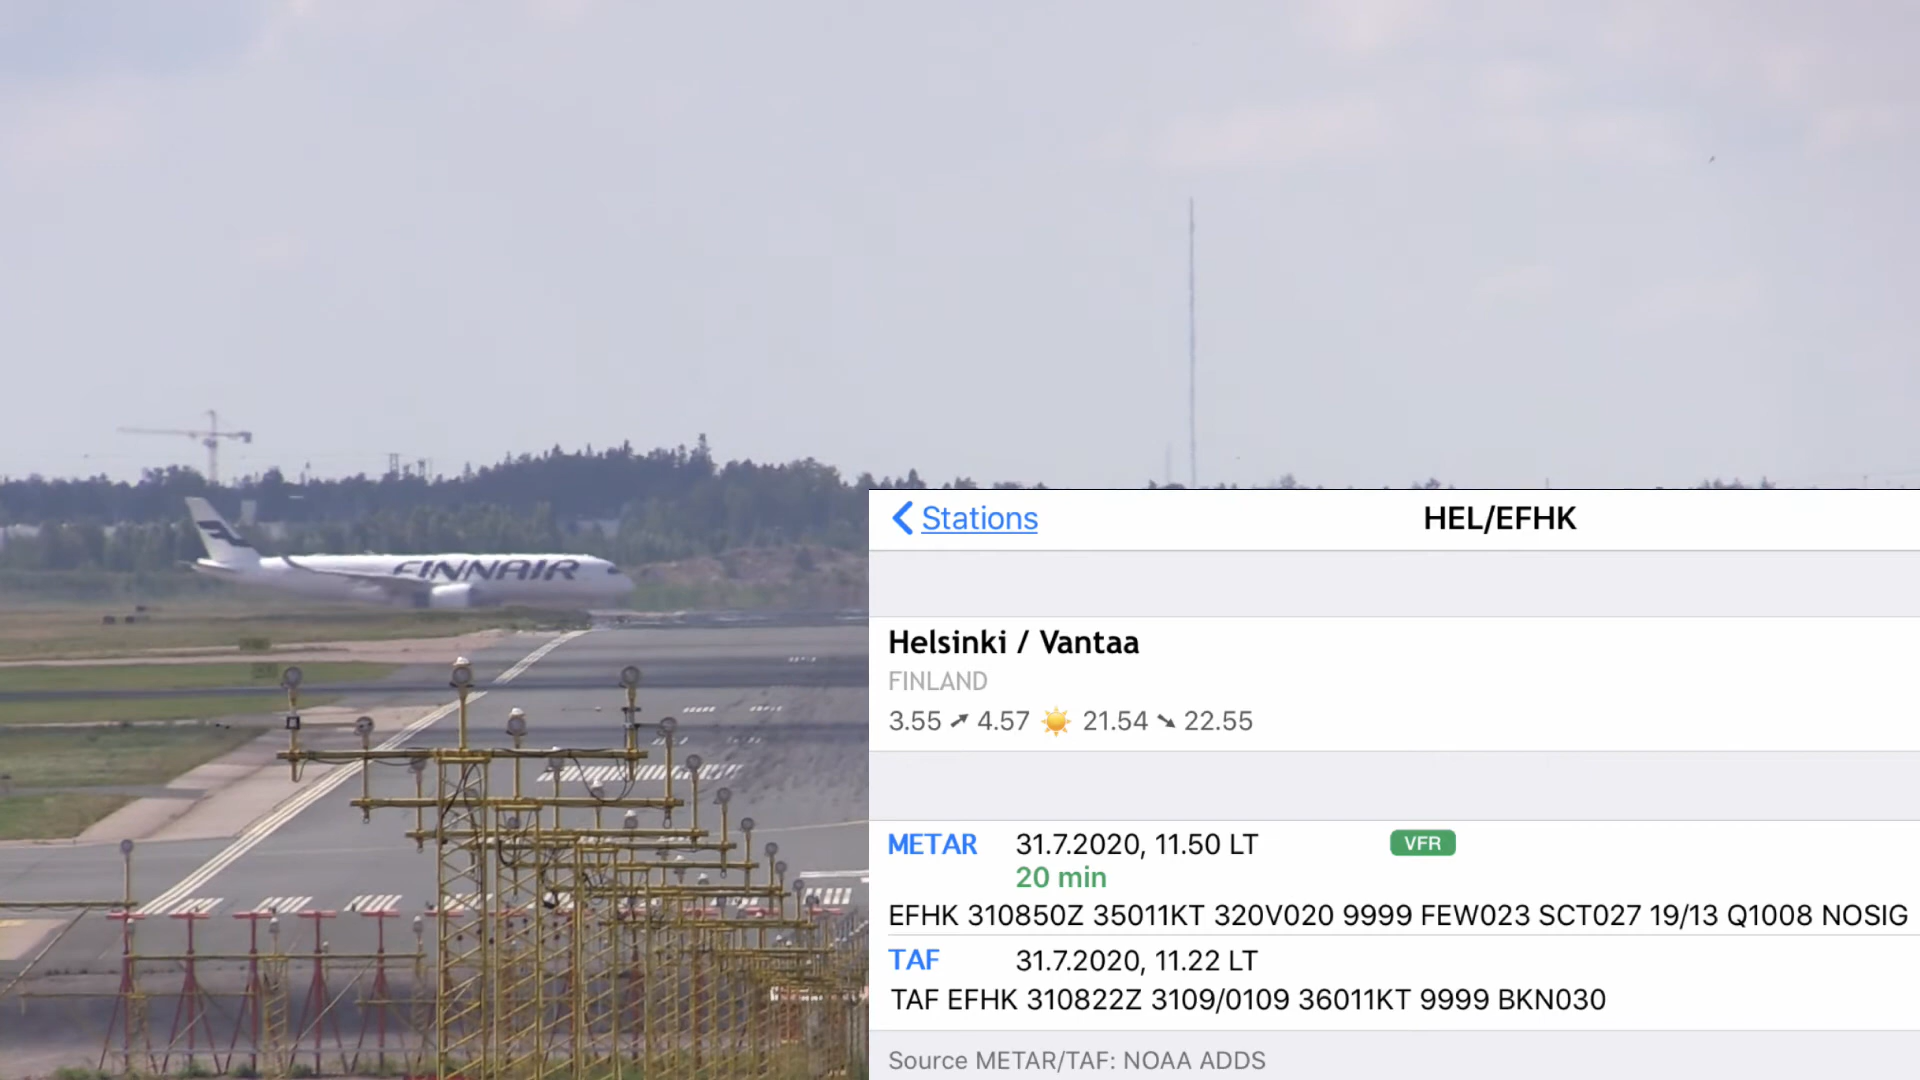 FINNAIR
Stations
HEL/EFHK
Helsinki / Vantaa
FINLAND
3.55 ↗ 4.57 ☀ 21.54 ↘ 22.55
METAR 31.7.2020, 11.50 LT VFR
20 min
EFHK 310850Z 35011KT 320V020 9999 FEW023 SCT027 19/13 Q1008 NOSIG
TAF 31.7.2020, 11.22 LT
TAF EFHK 310822Z 3109/0109 36011KT 9999 BKN030
Source METAR/TAF: NOAA ADDS